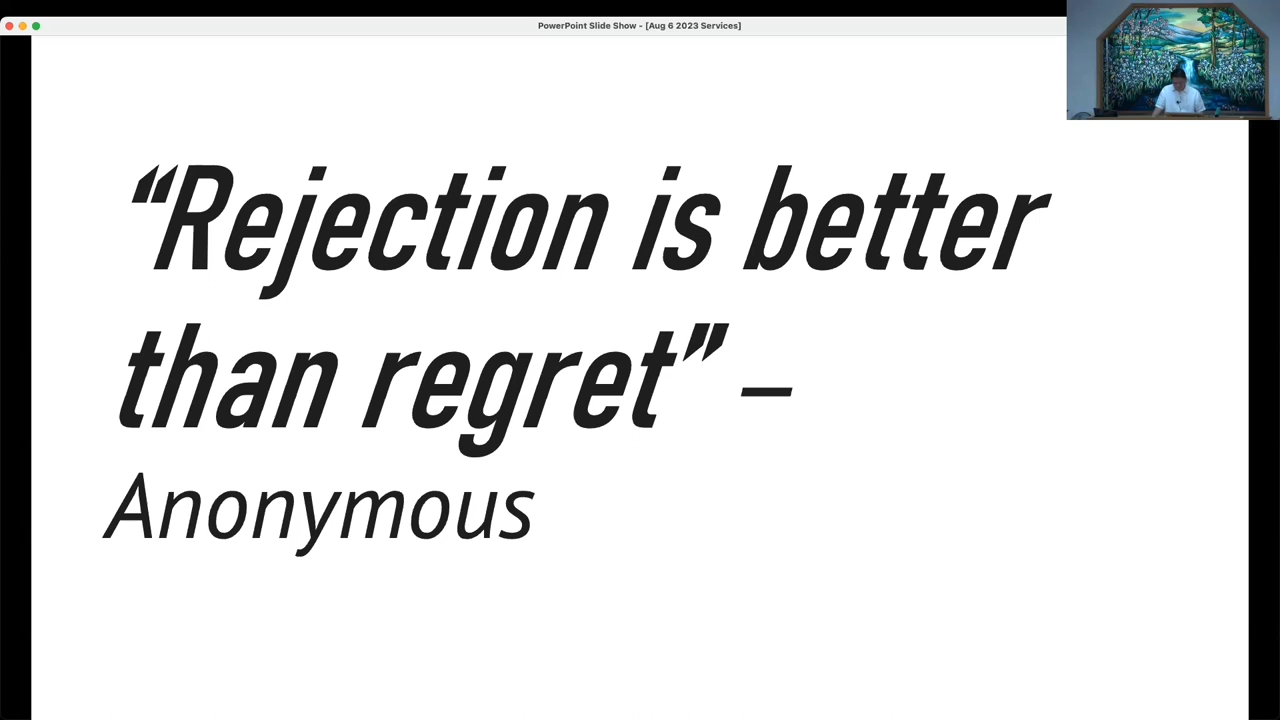 PowerPoint Slide Show - [Aug 6 2023 Services]
“Rejection is better
than regret” –
Anonymous